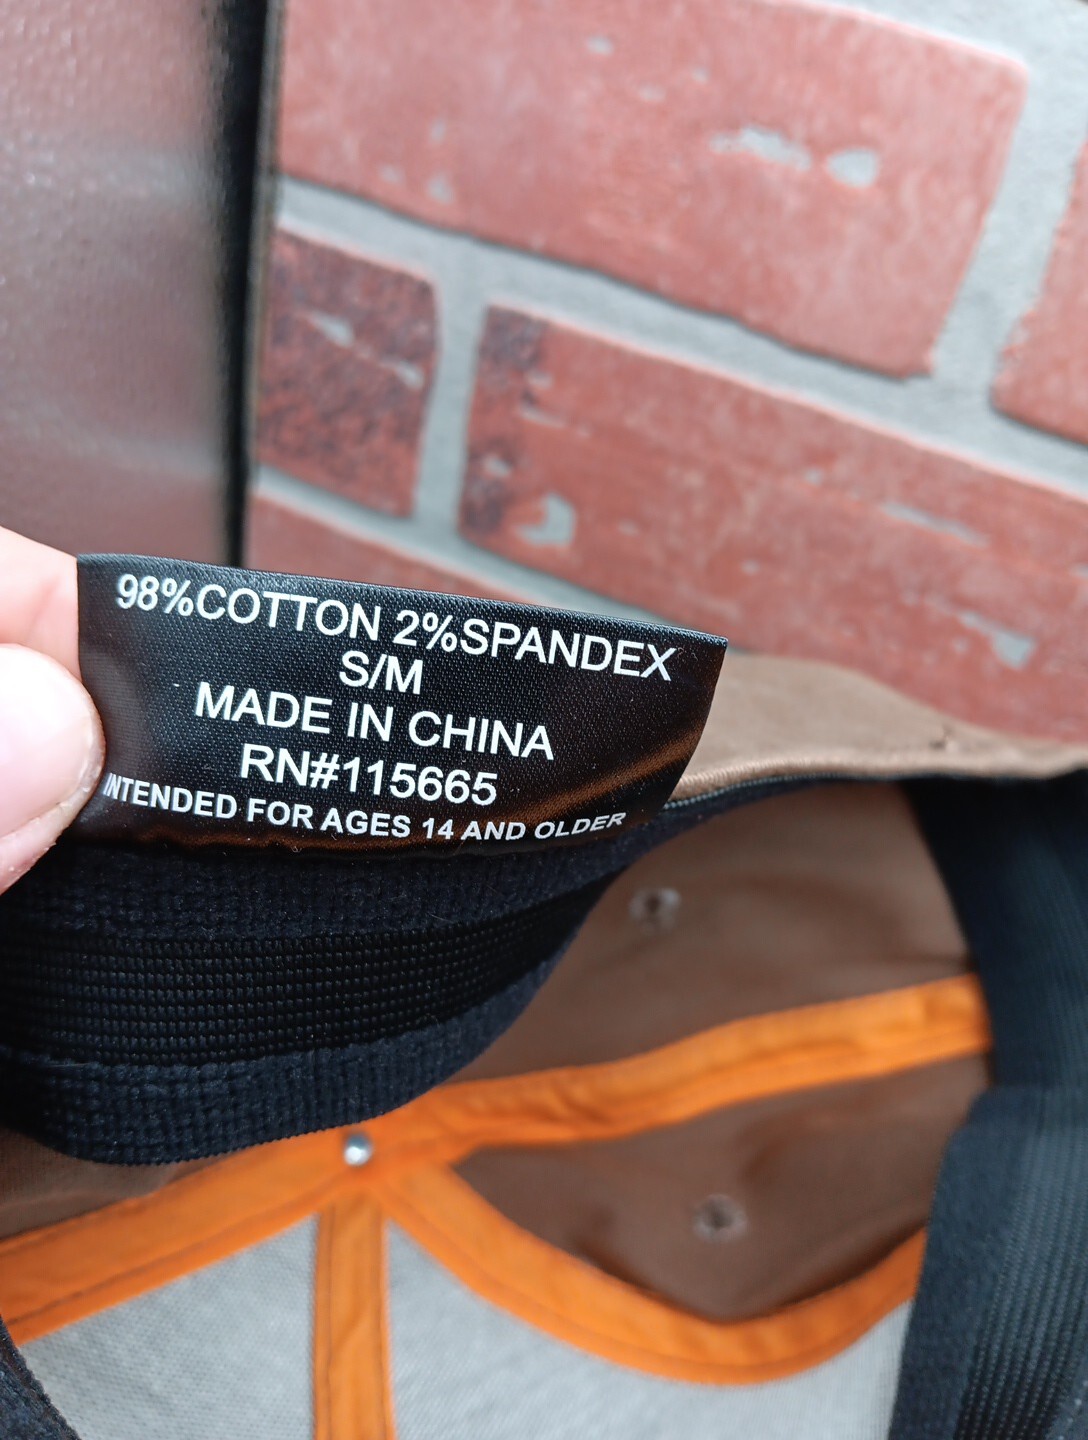 98%COTTON 2%SPANDEX
S/M
MADE IN CHINA
RN#115665
INTENDED FOR AGES 14 AND OLDER